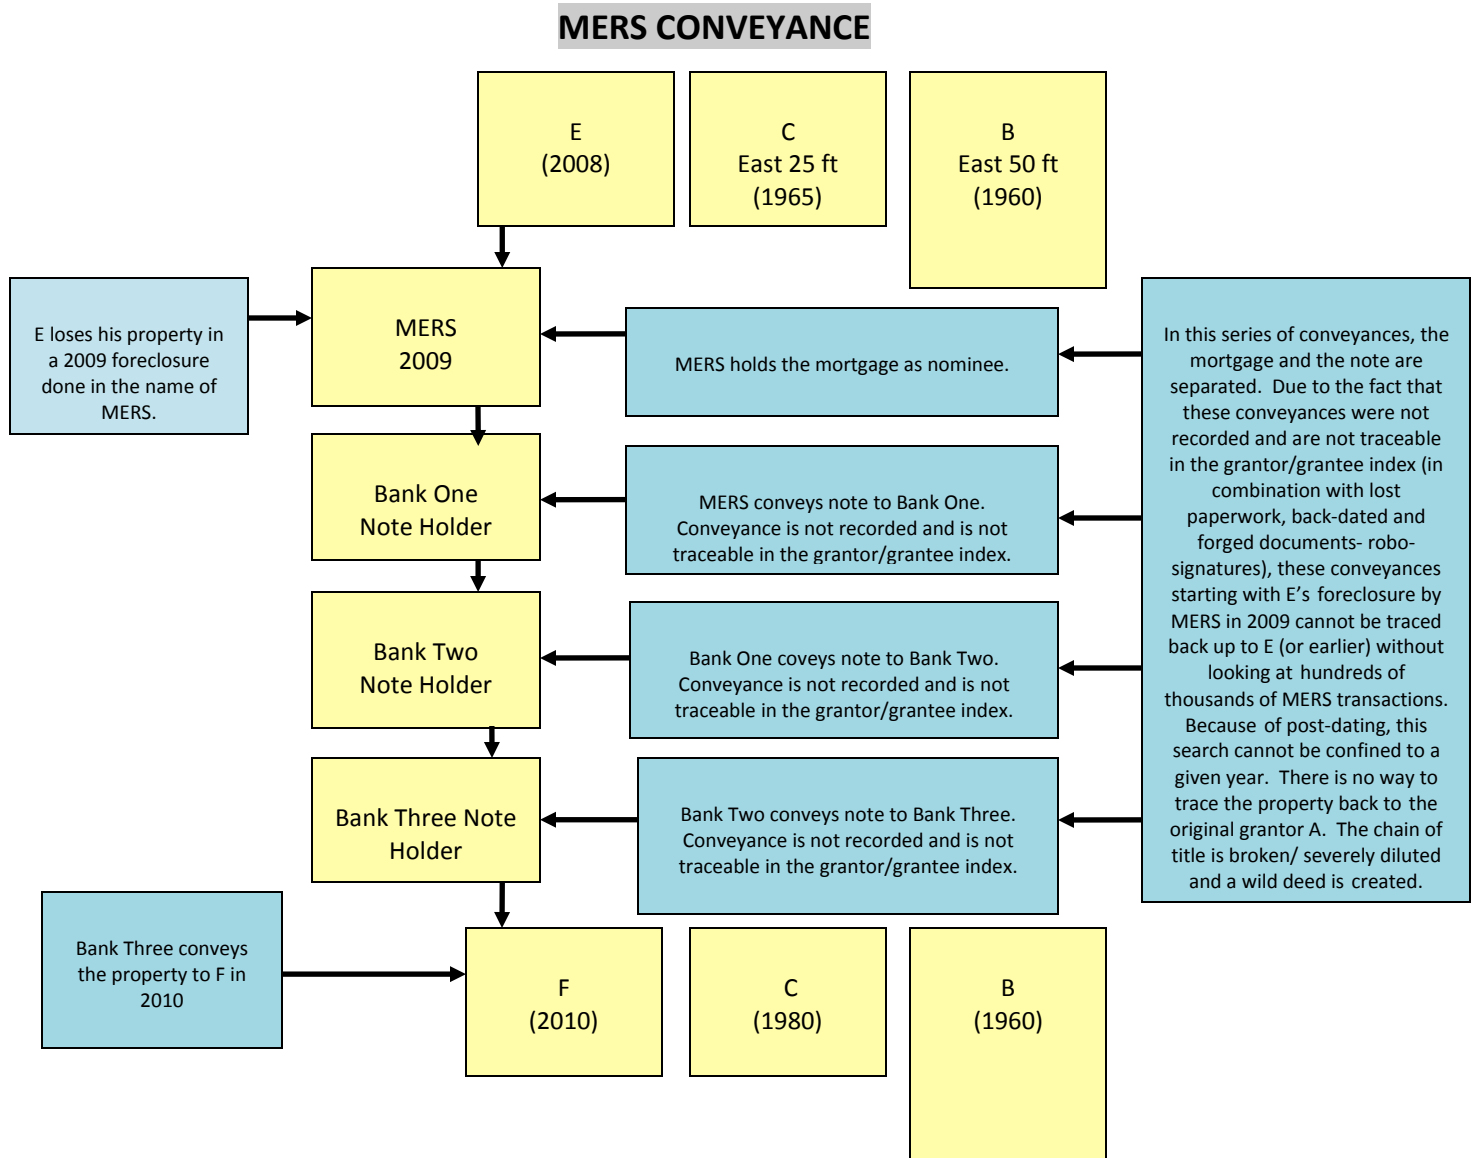 MERS CONVEYANCE
E
(2008)
C
East 25 ft
(1965)
B
East 50 ft
(1960)
E loses his property in
a 2009 foreclosure
done in the name of
MERS.
MERS
2009
MERS holds the mortgage as nominee.
In this series of conveyances, the
mortgage and the note are
separated. Due to the fact that
these conveyances were not
recorded and are not traceable
in the grantor/grantee index (in
combination with lost
paperwork, back-dated and
forged documents- robo-
signatures), these conveyances
starting with E's foreclosure by
MERS in 2009 cannot be traced
back up to E (or earlier) without
looking at hundreds of
thousands of MERS transactions.
Because of post-dating, this
search cannot be confined to a
given year. There is no way to
trace the property back to the
original grantor A. The chain of
title is broken/ severely diluted
and a wild deed is created.
Bank One
Note Holder
MERS conveys note to Bank One.
Conveyance is not recorded and is not
traceable in the grantor/grantee index.
Bank Two
Note Holder
Bank One coveys note to Bank Two.
Conveyance is not recorded and is not
traceable in the grantor/grantee index.
Bank Three Note
Holder
Bank Two conveys note to Bank Three.
Conveyance is not recorded and is not
traceable in the grantor/grantee index.
Bank Three conveys
the property to F in
2010
F
(2010)
C
(1980)
B
(1960)